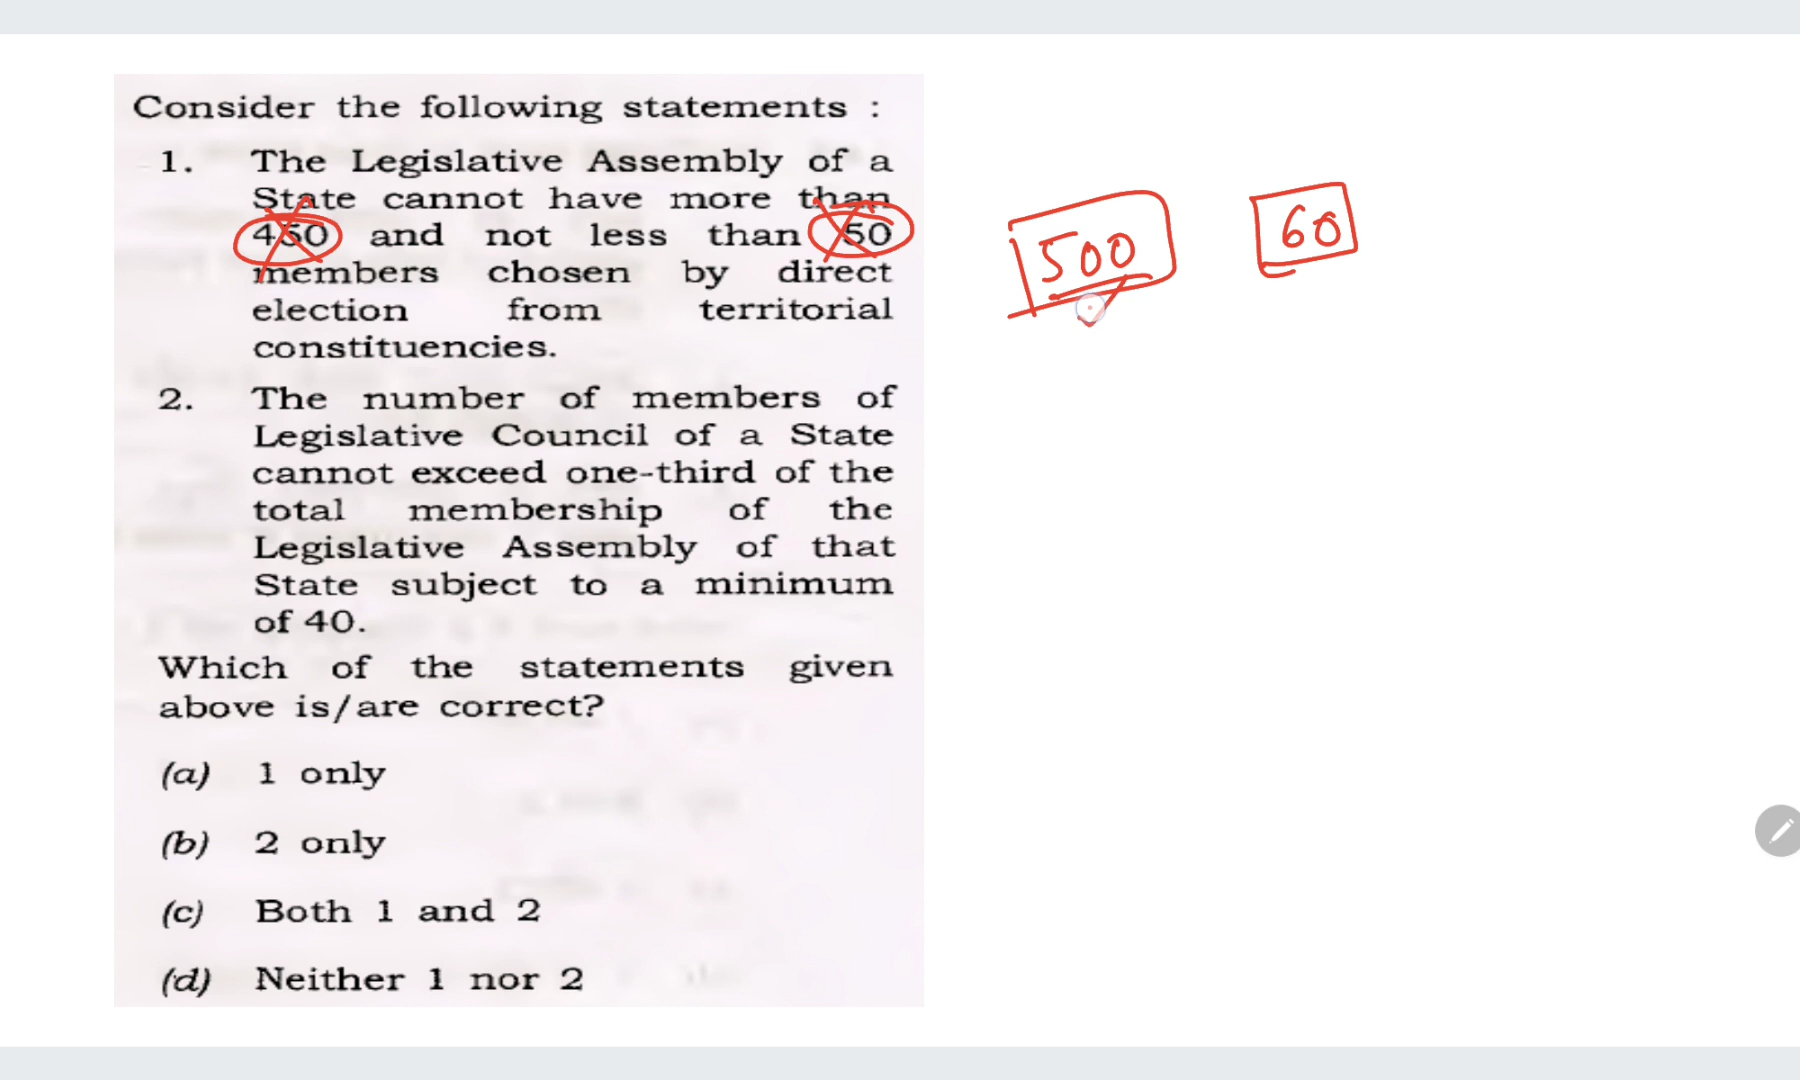 Consider the following statements :
1. The Legislative Assembly of a
State cannot have more than
450 and not less than 50
members chosen by direct
election from territorial
constituencies.
2. The number of members of
Legislative Council of a State
cannot exceed one-third of the
total membership of the
Legislative Assembly of that
State subject to a minimum
of 40.
Which of the statements given
above is/are correct?
(a) 1 only
(b) 2 only
(c) Both 1 and 2
(d) Neither 1 nor 2
500
60